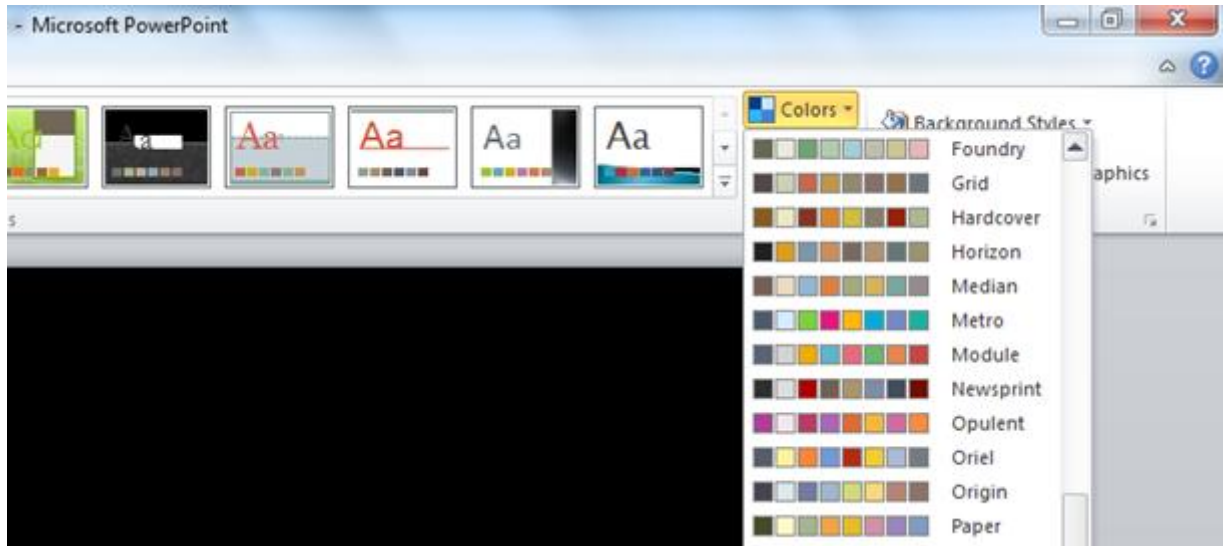 - Microsoft PowerPoint
Aa
Aa
Aa
Aa
Colors
Background Styles
aphics
s
Foundry
Grid
Hardcover
Horizon
Median
Metro
Module
Newsprint
Opulent
Oriel
Origin
Paper